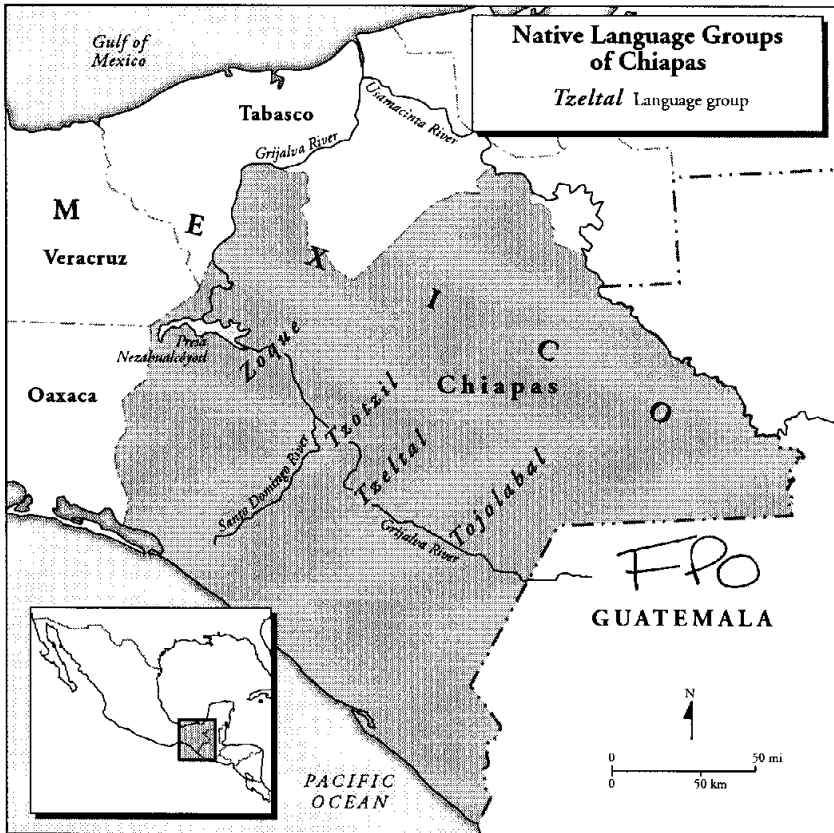 Native Language Groups
of Chiapas
Tzeltal Language group
Gulf of
Mexico
Tabasco
Usamacinta River
Grijalva River
M E X I C O
Veracruz
Presa
Nezahualcóyotl
Zoque
Oaxaca
Chiapas
Tzotzil
Tzeltal
Santo Domingo River
Tojolabal
Grijalva River
FPO
GUATEMALA
N
0 50 mi
0 50 km
PACIFIC
OCEAN